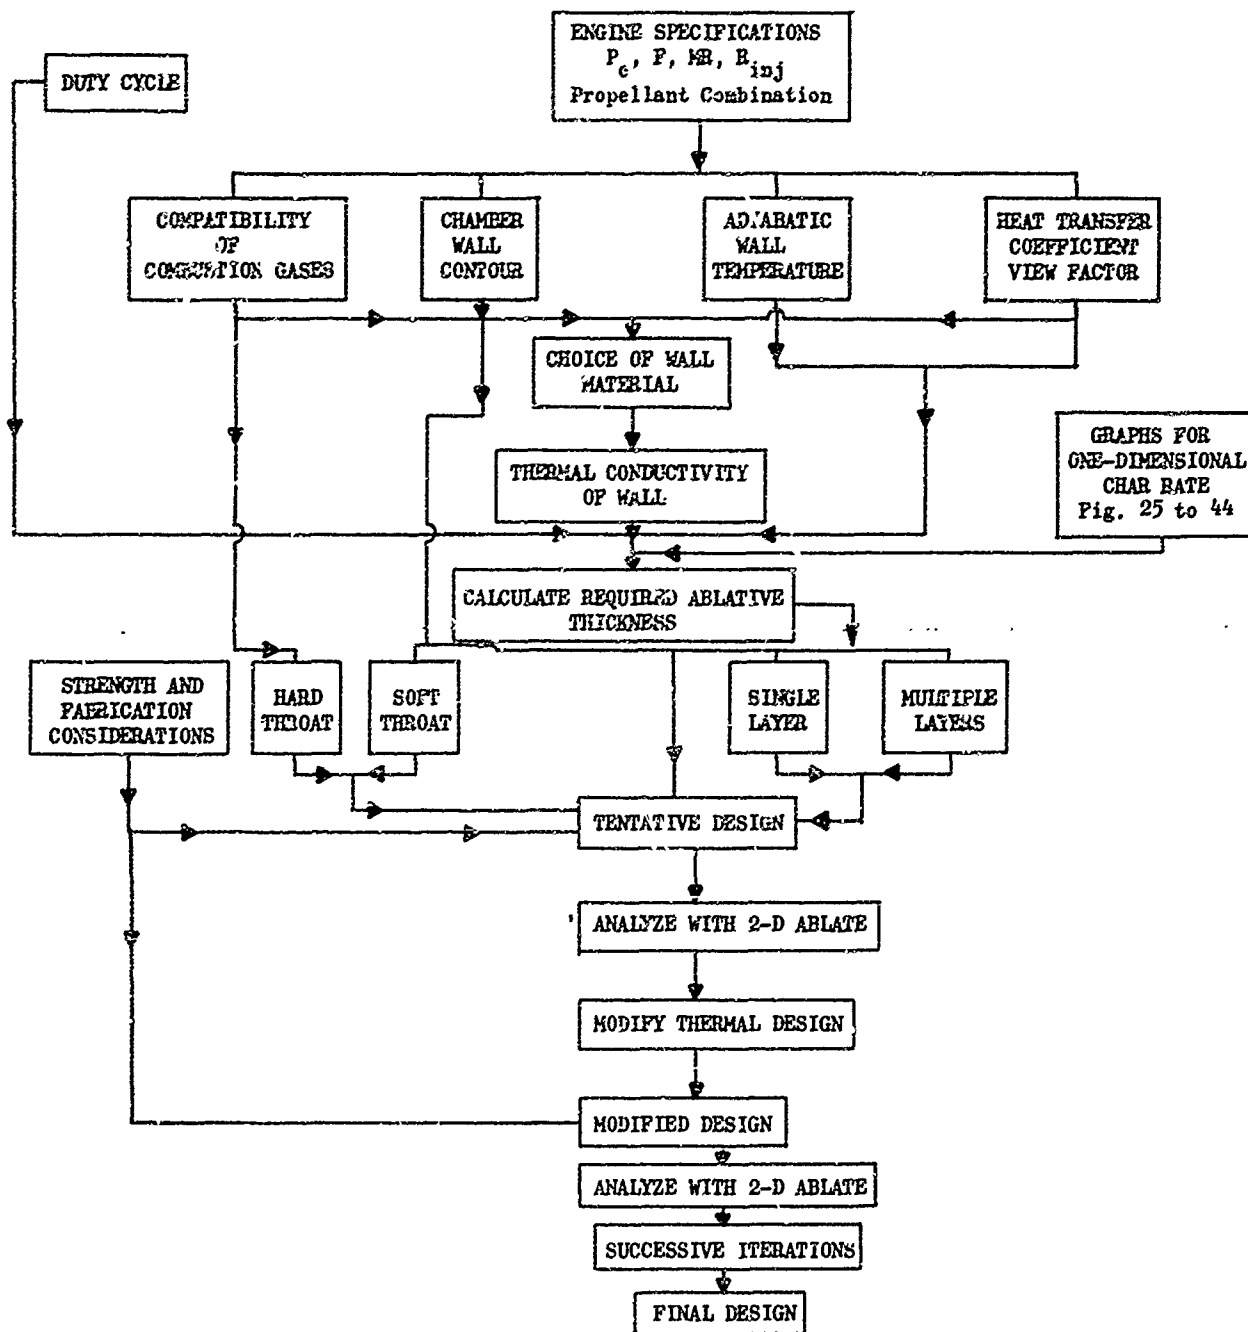 ENGINE SPECIFICATIONS
Pc, F, MR, Rinj
Propellant Combination
DUTY CYCLE
COMPATIBILITY
OF
COMBUSTION GASES
CHAMBER
WALL
CONTOUR
ADIABATIC
WALL
TEMPERATURE
HEAT TRANSFER
COEFFICIENT
VIEW FACTOR
CHOICE OF WALL
MATERIAL
GRAPHS FOR
ONE-DIMENSIONAL
CHAR RATE
Fig. 25 to 44
THERMAL CONDUCTIVITY
OF WALL
CALCULATE REQUIRED ABLATIVE
THICKNESS
STRENGTH AND
FABRICATION
CONSIDERATIONS
HARD
THROAT
SOFT
THROAT
SINGLE
LAYER
MULTIPLE
LAYERS
TENTATIVE DESIGN
ANALYZE WITH 2-D ABLATE
MODIFY THERMAL DESIGN
MODIFIED DESIGN
ANALYZE WITH 2-D ABLATE
SUCCESSIVE ITERATIONS
FINAL DESIGN